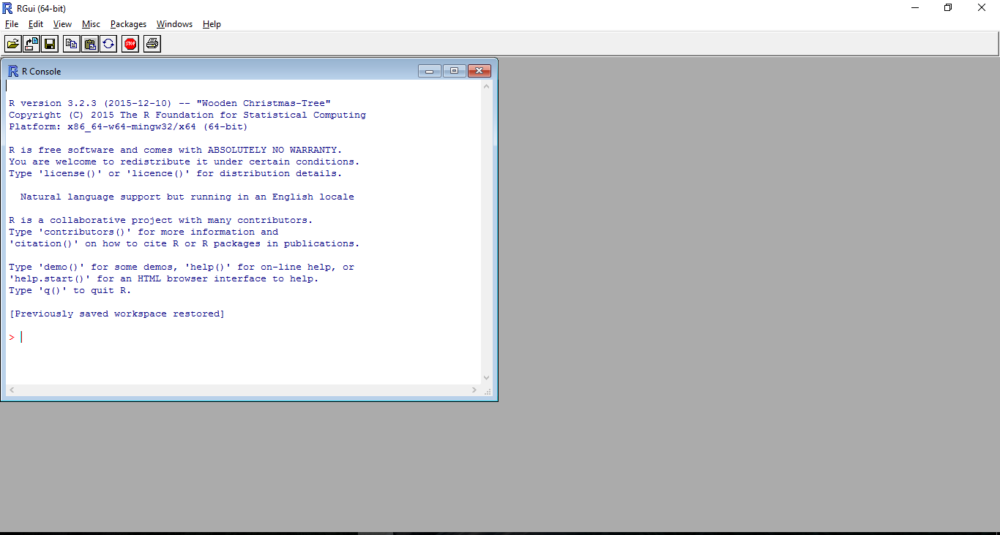 RGui (64-bit)
File Edit View Misc Packages Windows Help
STOP
R Console
R version 3.2.3 (2015-12-10) -- "Wooden Christmas-Tree"
Copyright (C) 2015 The R Foundation for Statistical Computing
Platform: x86_64-w64-mingw32/x64 (64-bit)
R is free software and comes with ABSOLUTELY NO WARRANTY.
You are welcome to redistribute it under certain conditions.
Type 'license()' or 'licence()' for distribution details.
Natural language support but running in an English locale
R is a collaborative project with many contributors.
Type 'contributors()' for more information and
'citation()' on how to cite R or R packages in publications.
Type 'demo()' for some demos, 'help()' for on-line help, or
'help.start()' for an HTML browser interface to help.
Type 'q()' to quit R.
[Previously saved workspace restored]
>